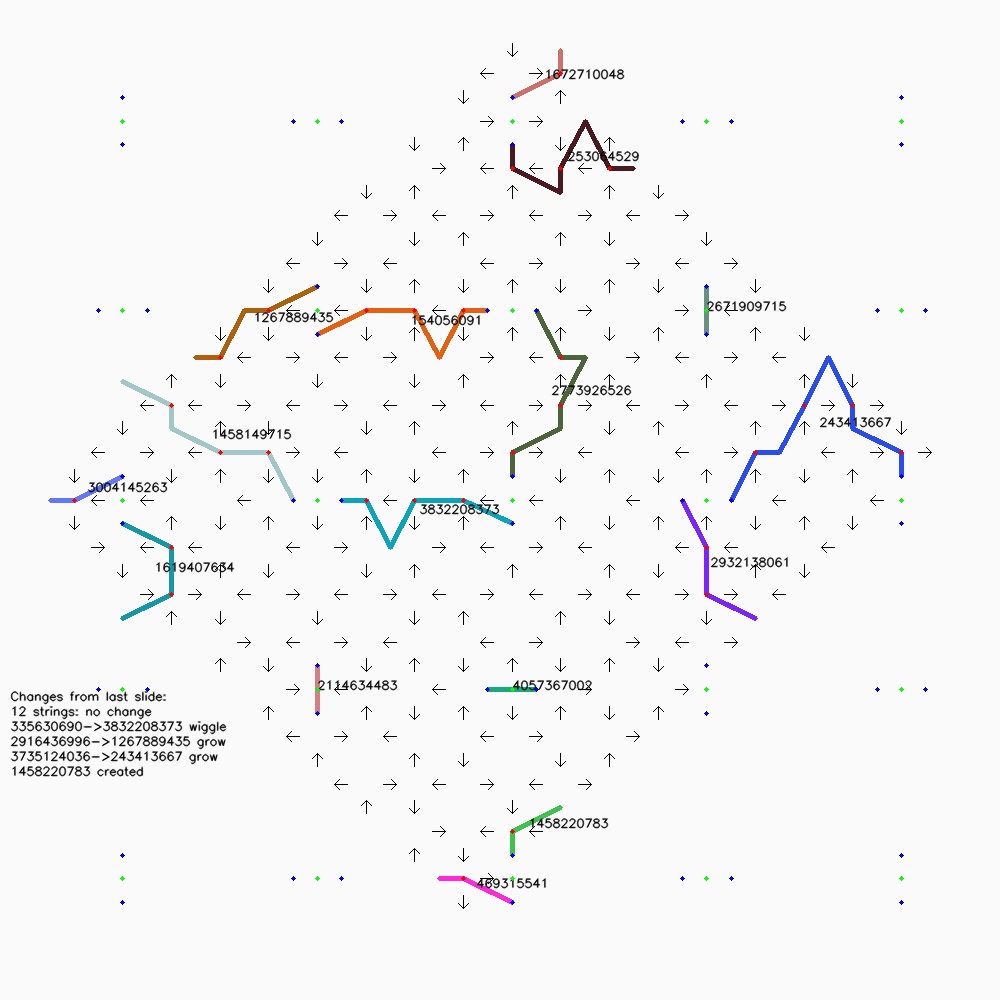 1672710048
253064529
2671909715
1267889435
154056091
2773926526
243413667
1458149715
3004145263
3832208373
2932138061
1619407634
2114634483
4057367002
Changes from last slide:
12 strings: no change
335630690->3832208373 wiggle
2916436996->1267889435 grow
3735124036->243413667 grow
1458220783 created
1458220783
469315541